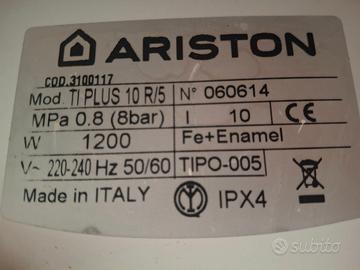 ARISTON
COD.3100117
Mod. TI PLUS 10 R/5 N° 060614
MPa 0.8 (8bar) l 10 CE
W 1200 Fe+Enamel
V~ 220-240 Hz 50/60 TIPO-005
Made in ITALY IPX4
subito